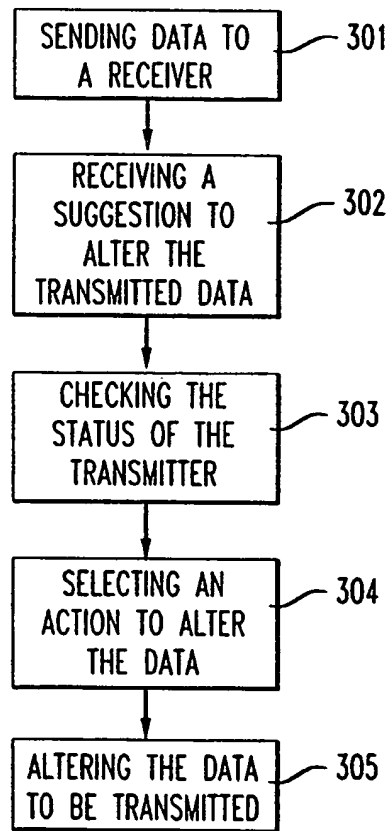 SENDING DATA TO
A RECEIVER
301
RECEIVING A
SUGGESTION TO
ALTER THE
TRANSMITTED DATA
302
CHECKING THE
STATUS OF THE
TRANSMITTER
303
SELECTING AN
ACTION TO ALTER
THE DATA
304
ALTERING THE DATA
TO BE TRANSMITTED
305